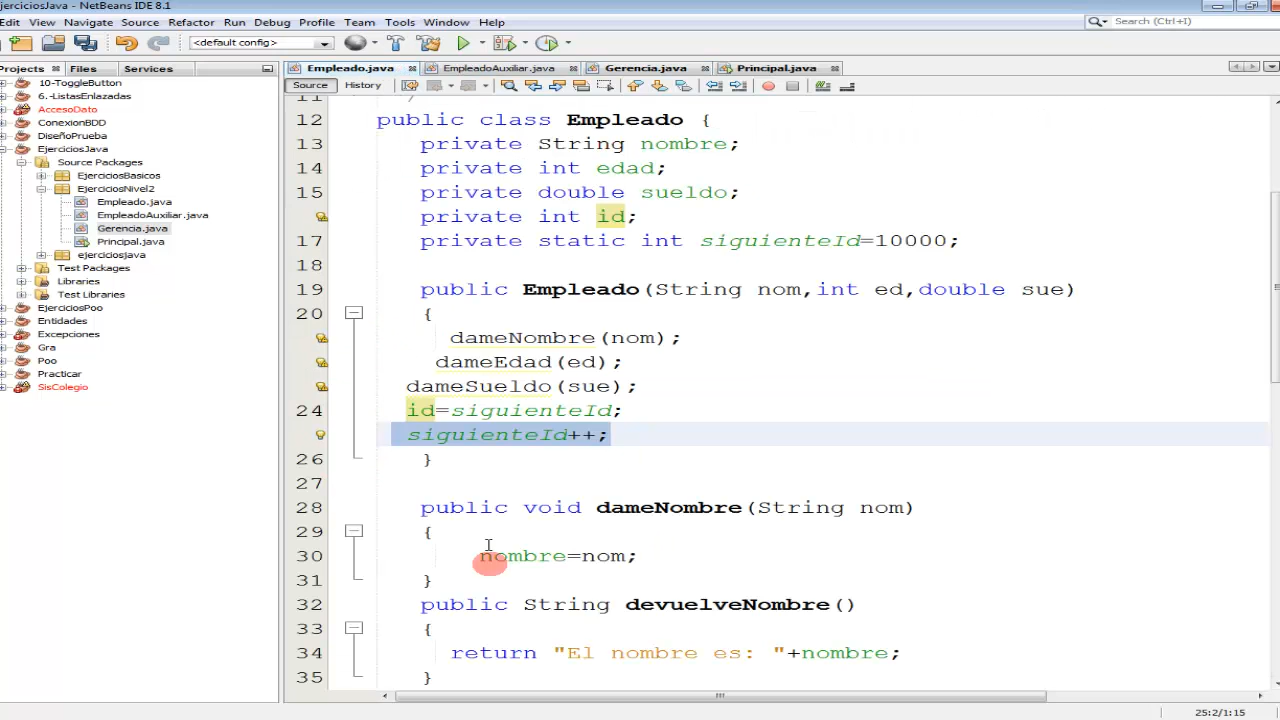 EjerciciosJava - NetBeans IDE 8.1
Edit View Navigate Source Refactor Run Debug Profile Team Tools Window Help
Search (Ctrl+I)
<default config>
Projects Files Services
Empleado.java EmpleadoAuxiliar.java Gerencia.java Principal.java
Source History
10-ToggleButton
6.-ListasEnlazadas
AccesoDato
ConexionBDD
DiseñoPrueba
EjerciciosJava
Source Packages
EjerciciosBasicos
EjerciciosNivel2
Empleado.java
EmpleadoAuxiliar.java
Gerencia.java
Principal.java
ejerciciosjava
Test Packages
Libraries
Test Libraries
EjerciciosPoo
Entidades
Excepciones
Gra
Poo
Practicar
SisColegio
11
12 public class Empleado {
13 private String nombre;
14 private int edad;
15 private double sueldo;
private int id;
17 private static int siguienteId=10000;
18
19 public Empleado(String nom,int ed,double sue)
20 {
dameNombre(nom);
dameEdad(ed);
dameSueldo(sue);
24 id=siguienteId;
siguienteId++;
26 }
27
28 public void dameNombre(String nom)
29 {
30 nombre=nom;
31 }
32 public String devuelveNombre()
33 {
34 return "El nombre es: "+nombre;
35 }
25:2/1:15